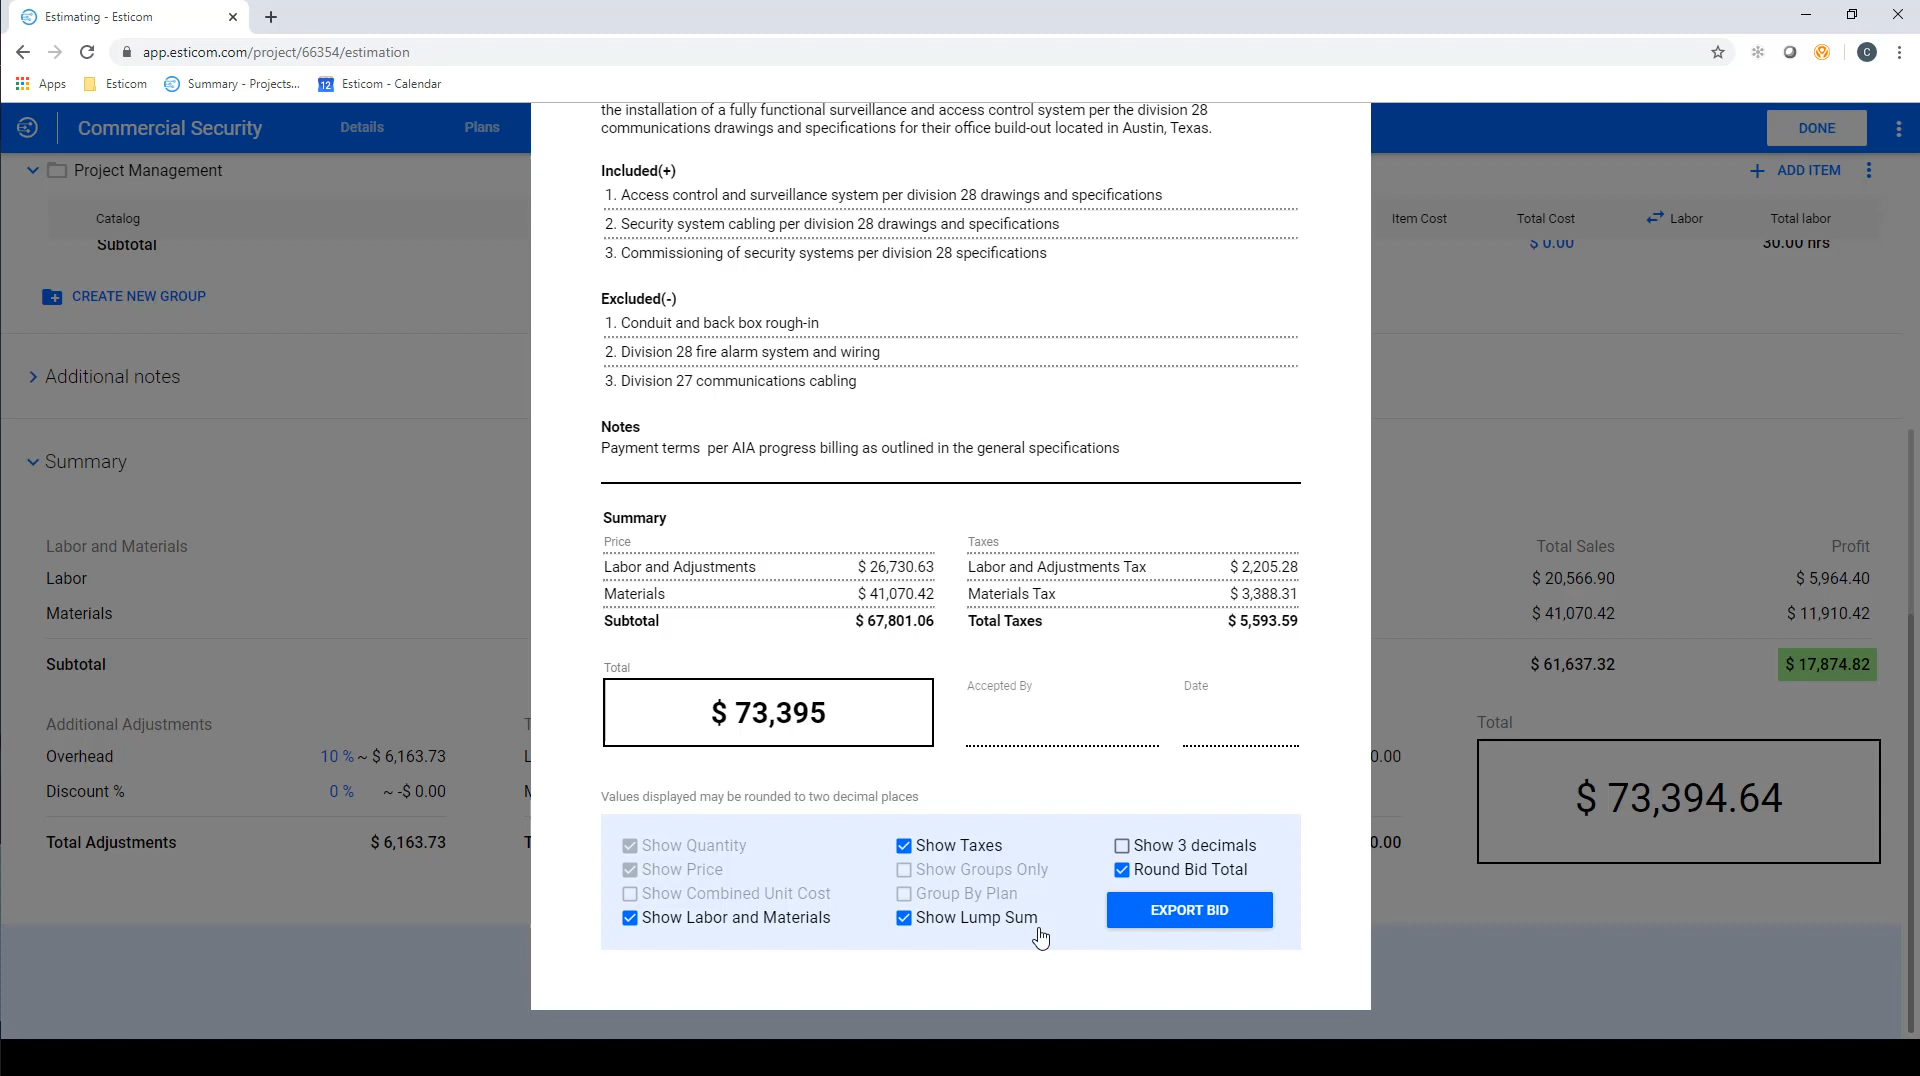 Estimating - Esticom
app.esticom.com/project/66354/estimation
C
Apps
Esticom
Summary - Projects...
12
Esticom - Calendar
Commercial Security
Details
Plans
DONE
Project Management
ADD ITEM
Catalog
Item Cost
Total Cost
Labor
Total labor
Subtotal
$ 0.00
30.00 hrs
CREATE NEW GROUP
Additional notes
Summary
Labor and Materials
Total Sales
Profit
Labor
$ 20,566.90
$ 5,964.40
Materials
$ 41,070.42
$ 11,910.42
Subtotal
$ 61,637.32
$ 17,874.82
Additional Adjustments
Overhead
10 % ~ $ 6,163.73
Discount %
0 % ~ -$ 0.00
Total Adjustments
$ 6,163.73
T
L
M
T
0.00
0.00
Total
$ 73,394.64
the installation of a fully functional surveillance and access control system per the division 28
communications drawings and specifications for their office build-out located in Austin, Texas.
Included(+)
1. Access control and surveillance system per division 28 drawings and specifications
2. Security system cabling per division 28 drawings and specifications
3. Commissioning of security systems per division 28 specifications
Excluded(-)
1. Conduit and back box rough-in
2. Division 28 fire alarm system and wiring
3. Division 27 communications cabling
Notes
Payment terms  per AIA progress billing as outlined in the general specifications
Summary
Price
Labor and Adjustments $ 26,730.63
Materials $ 41,070.42
Subtotal $ 67,801.06
Taxes
Labor and Adjustments Tax $ 2,205.28
Materials Tax $ 3,388.31
Total Taxes $ 5,593.59
Total
$ 73,395
Accepted By
Date
Values displayed may be rounded to two decimal places
Show Quantity
Show Price
Show Combined Unit Cost
Show Labor and Materials
Show Taxes
Show Groups Only
Group By Plan
Show Lump Sum
Show 3 decimals
Round Bid Total
EXPORT BID